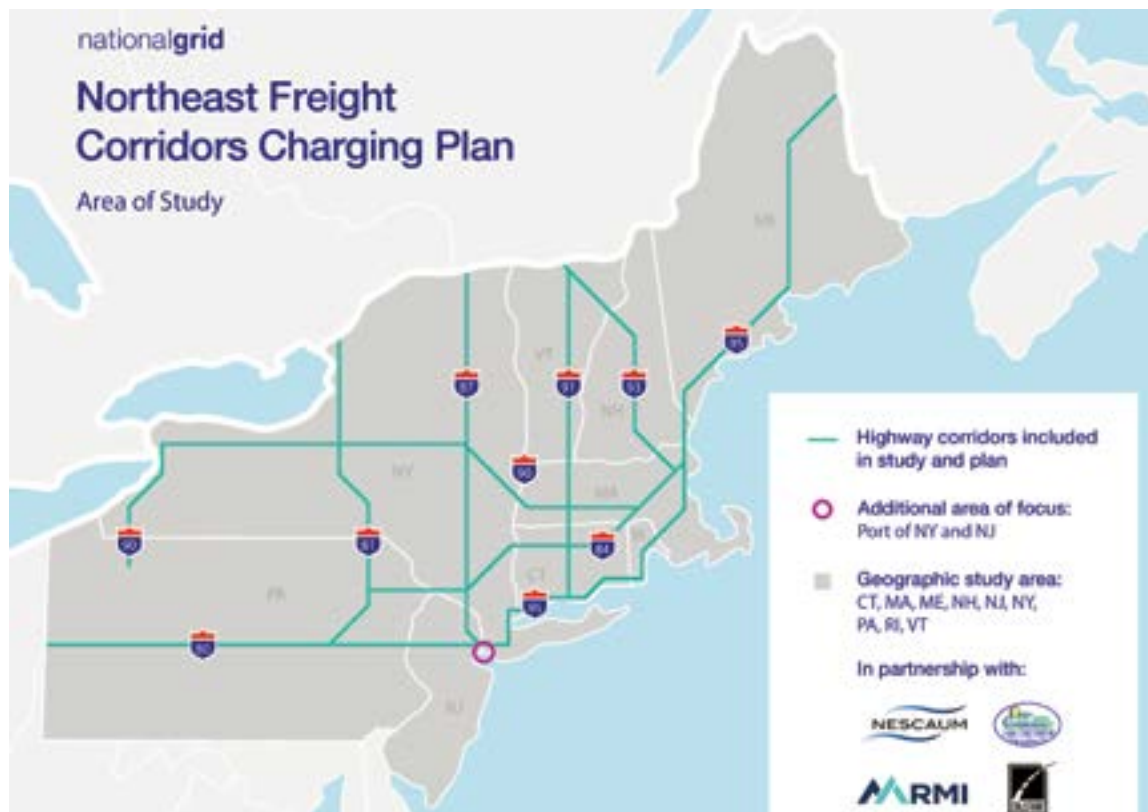 nationalgrid
Northeast Freight
Corridors Charging Plan
Area of Study
ME
VT
NH
NY
MA
CT
PA
NJ
95
87
91
93
90
90
84
95
80
Highway corridors included
in study and plan
Additional area of focus:
Port of NY and NJ
Geographic study area:
CT, MA, ME, NH, NJ, NY,
PA, RI, VT
In partnership with:
NESCAUM
RMI